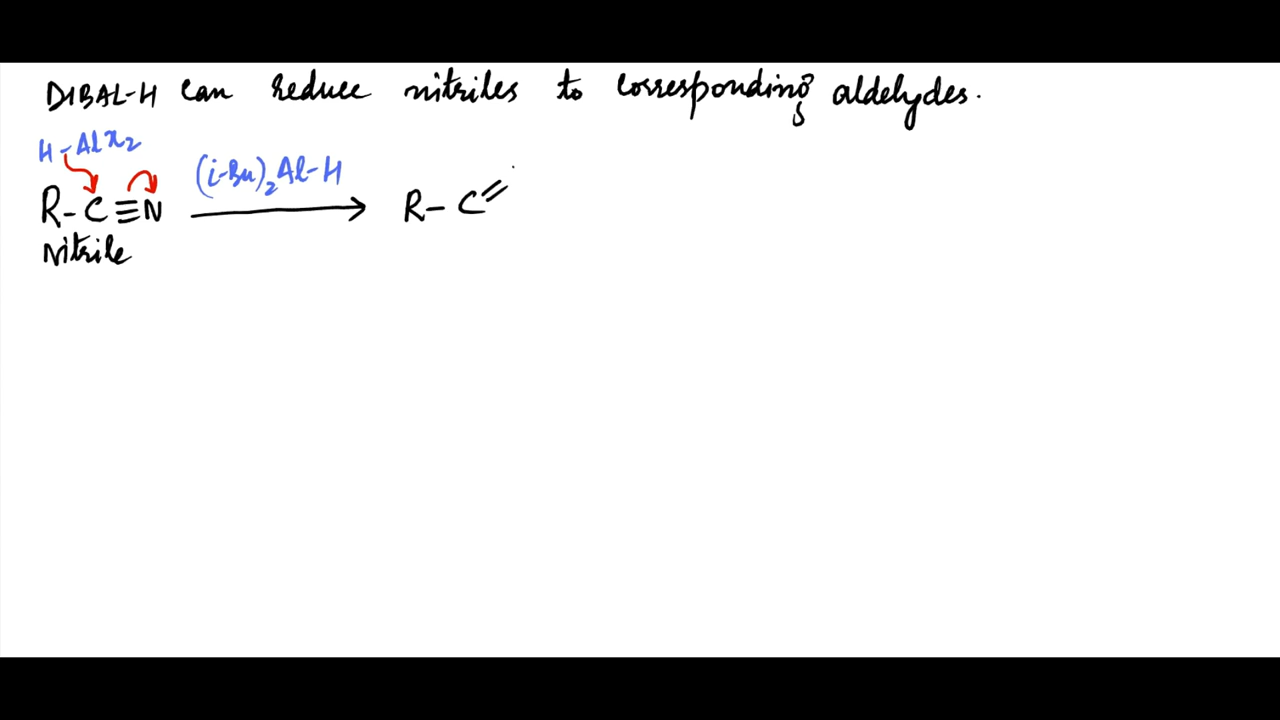 DIBAL-H can reduce nitriles to corresponding aldehydes.
H-Alx2
(i-Bu)2Al-H
R-C≡N
R-C=
Nitrile